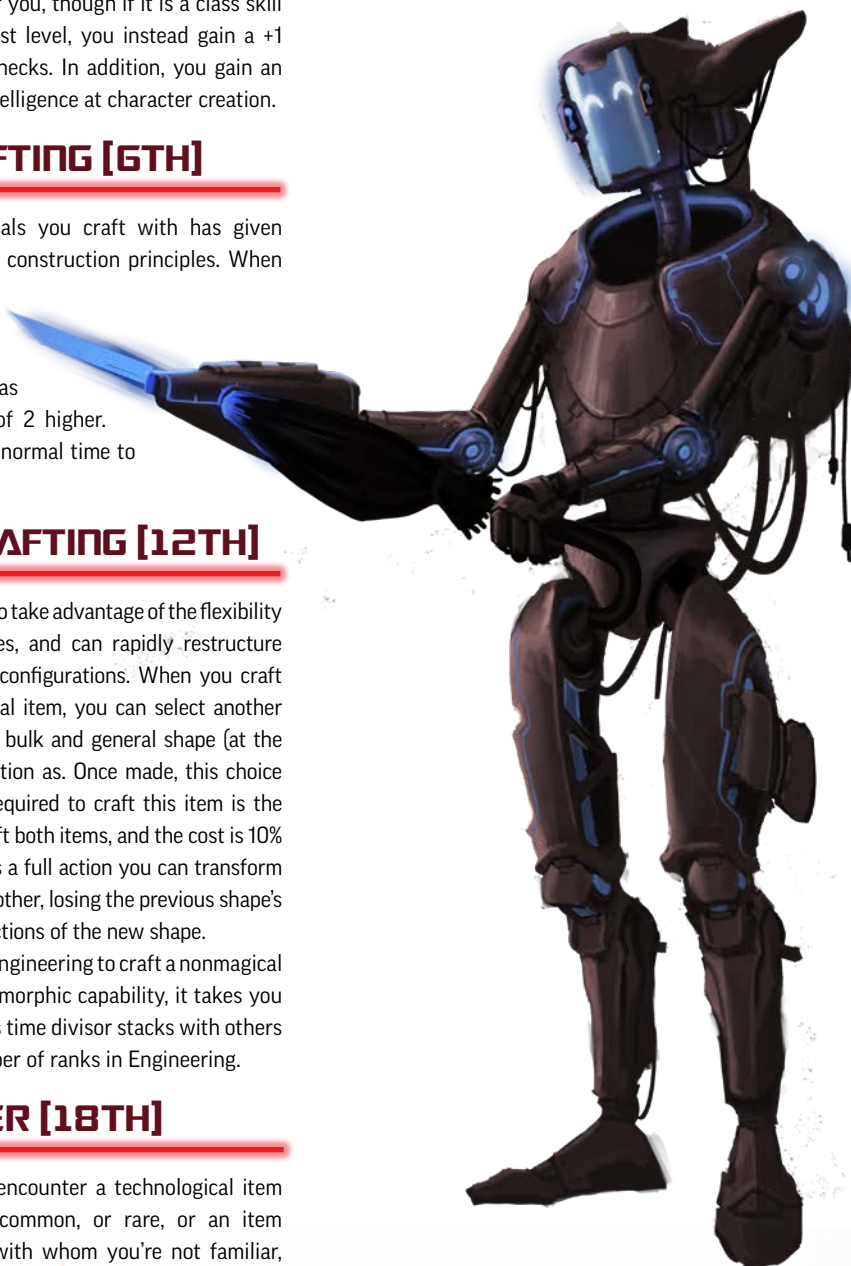 you, though if it is a class skill
st level, you instead gain a +1
hecks. In addition, you gain an
elligence at character creation.
FTING [6TH]
als you craft with has given
construction principles. When
as
of 2 higher.
normal time to
AFTING [12TH]
o take advantage of the flexibility
es, and can rapidly restructure
configurations. When you craft
al item, you can select another
bulk and general shape (at the
tion as. Once made, this choice
equired to craft this item is the
ft both items, and the cost is 10%
s a full action you can transform
other, losing the previous shape's
ctions of the new shape.
ngineering to craft a nonmagical
morphic capability, it takes you
s time divisor stacks with others
ber of ranks in Engineering.
ER [18TH]
encounter a technological item
common, or rare, or an item
with whom you're not familiar,